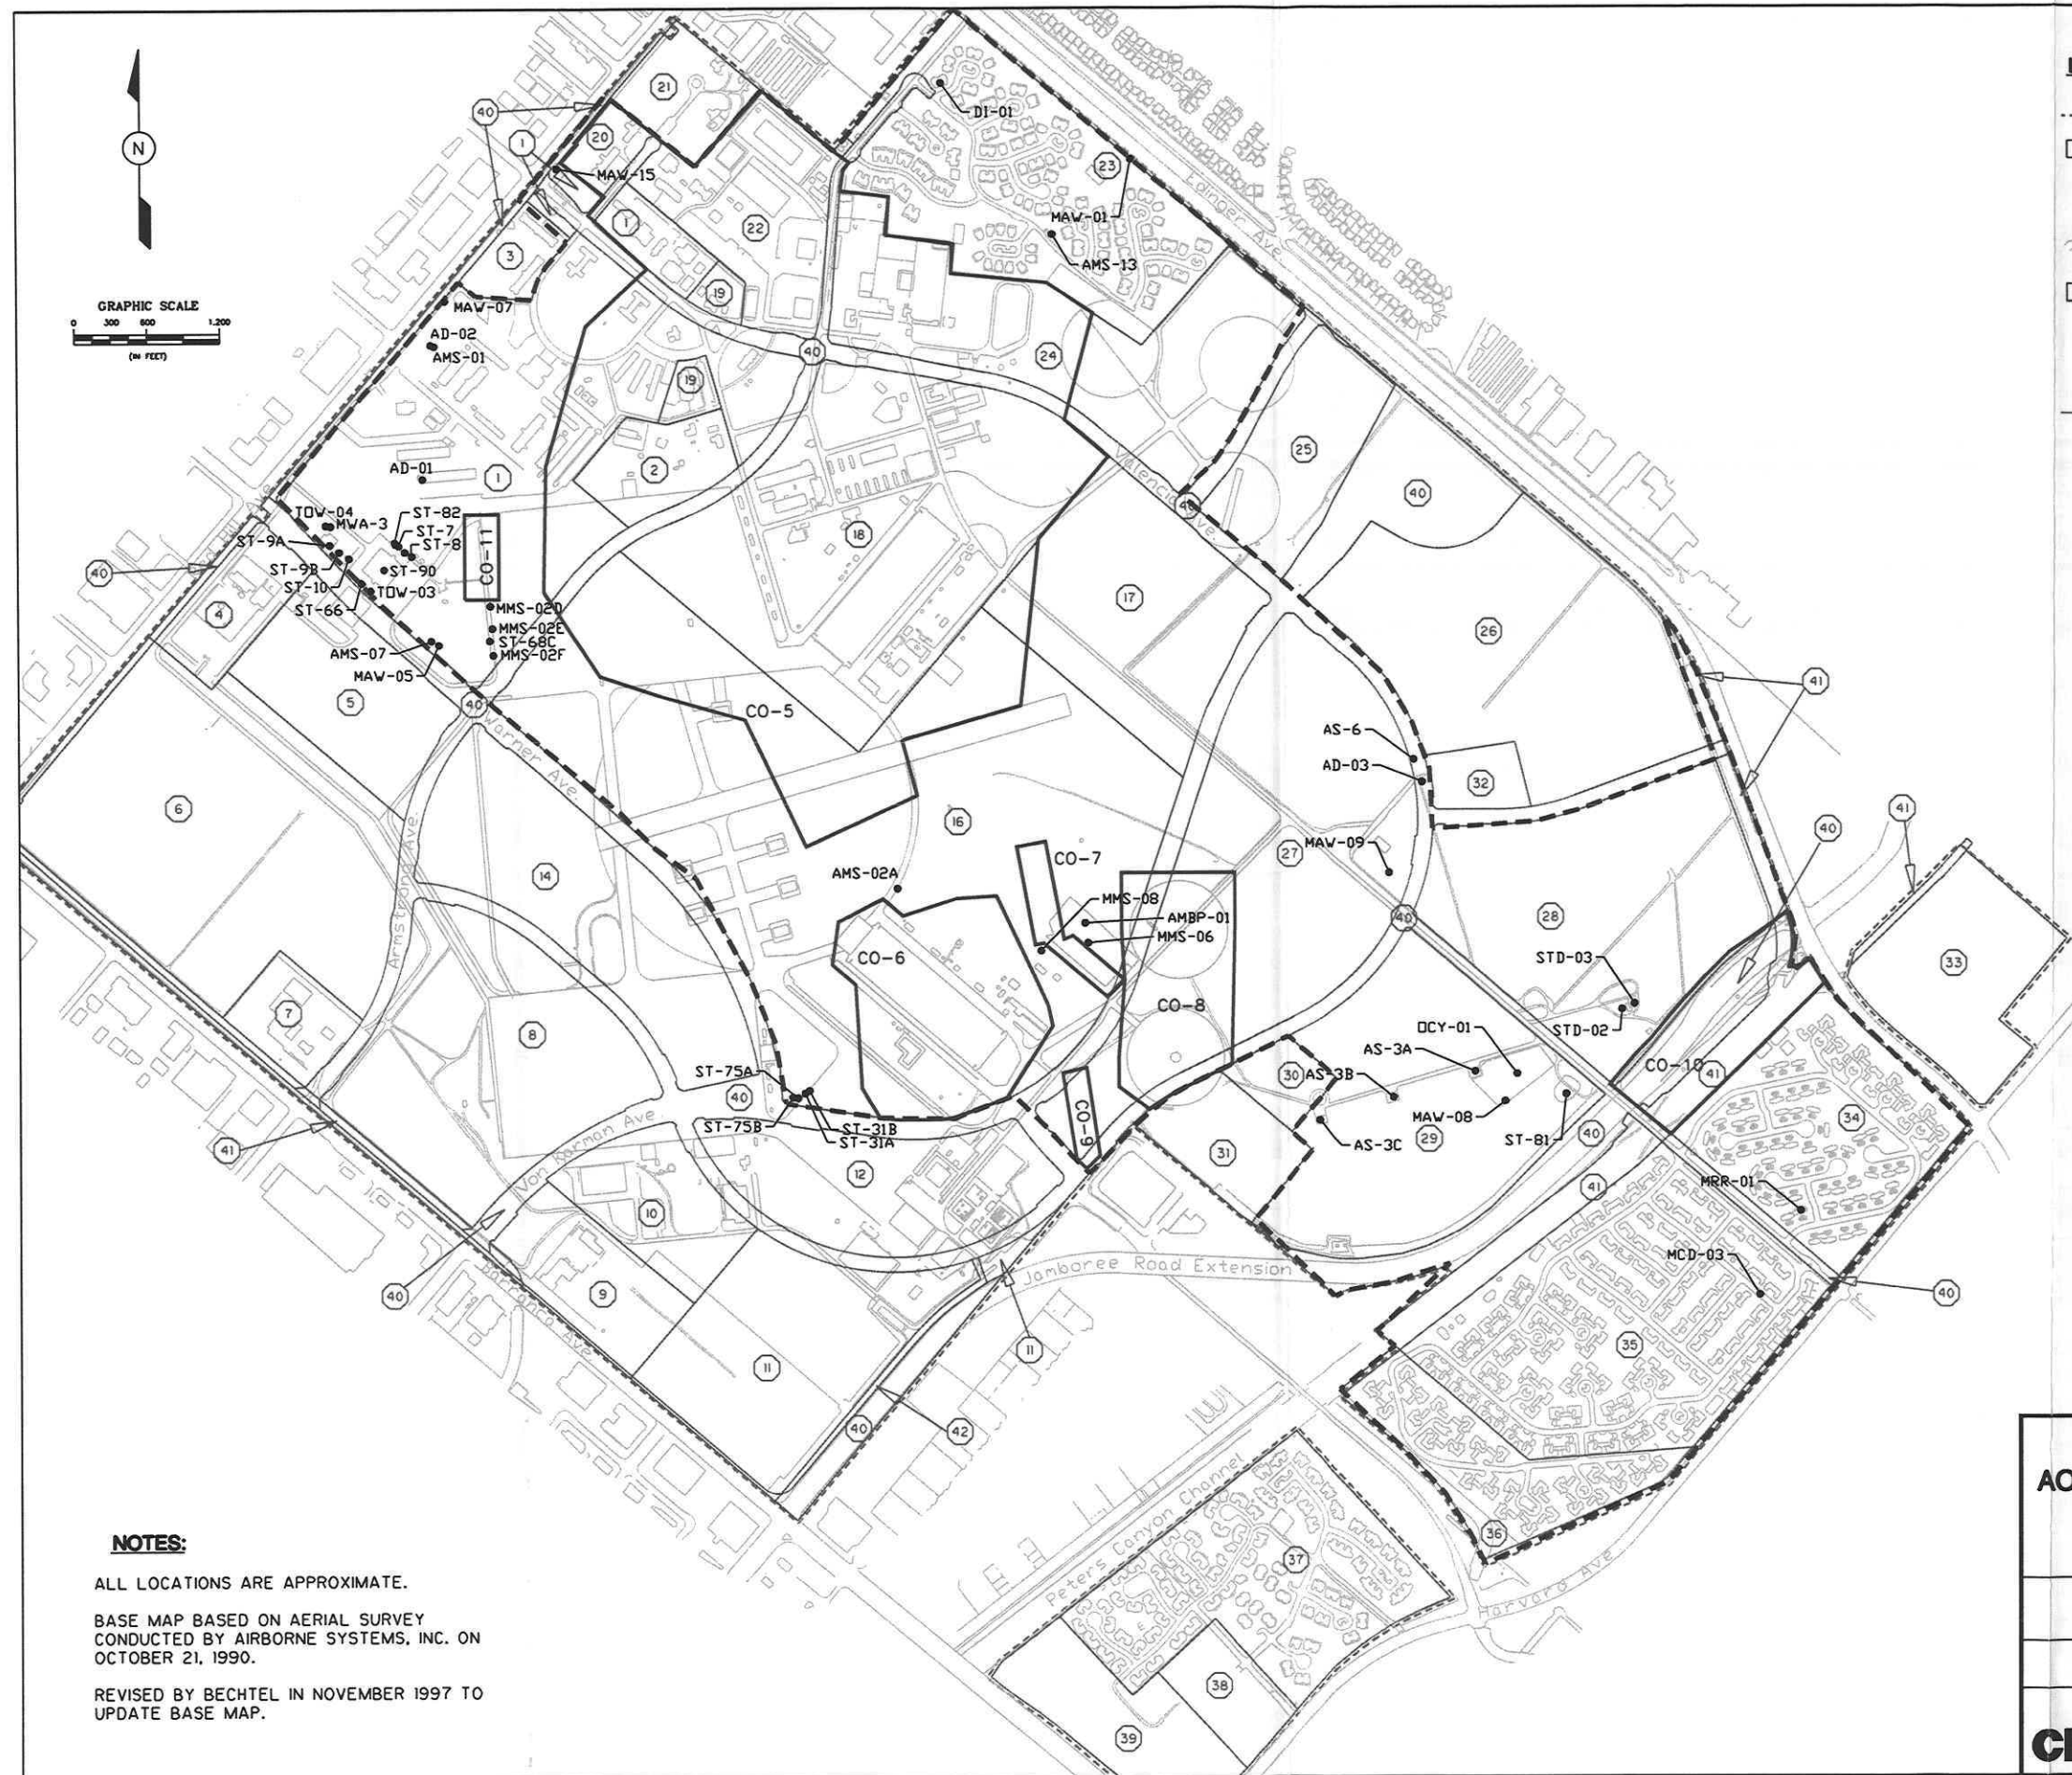 N
GRAPHIC SCALE
0 300 600 1,200
(IN FEET)
21
40
20
1
MAW-15
1
22
3
19
MAW-07
AD-02
AMS-01
DI-01
23
MAW-01
Edinger Ave.
AMS-13
40
24
19
2
AD-01
1
18
25
40
Valencia Ave.
40
TOW-04
MWA-3
ST-82
ST-7
ST-8
ST-9A
ST-9B
ST-90
ST-10
TOW-03
ST-66
CO-11
40
4
MMS-02D
MMS-02E
ST-68C
MMS-02F
AMS-07
MAW-05
17
26
5
40
Warner Ave.
CO-5
41
AS-6
AD-03
32
6
16
27
MAW-09
41
40
14
AMS-02A
CO-7
MMS-08
AMBP-01
MMS-06
40
28
Armstrong Ave.
CO-6
CO-8
STD-03
STD-02
33
7
8
DCY-01
AS-3A
30
AS-3B
CO-10
41
ST-75A
40
ST-75B
ST-31B
ST-31A
CO-9
MAW-08
AS-3C
29
ST-81
40
34
Von Karman Ave
41
12
31
41
MRR-01
10
MCD-03
Jamboree Road Extension
40
9
40
Barranca Ave.
11
11
35
40
42
36
Peters Canyon Channel
37
Harvard Ave
38
39
NOTES:
ALL LOCATIONS ARE APPROXIMATE.
BASE MAP BASED ON AERIAL SURVEY
CONDUCTED BY AIRBORNE SYSTEMS, INC. ON
OCTOBER 21, 1990.
REVISED BY BECHTEL IN NOVEMBER 1997 TO
UPDATE BASE MAP.